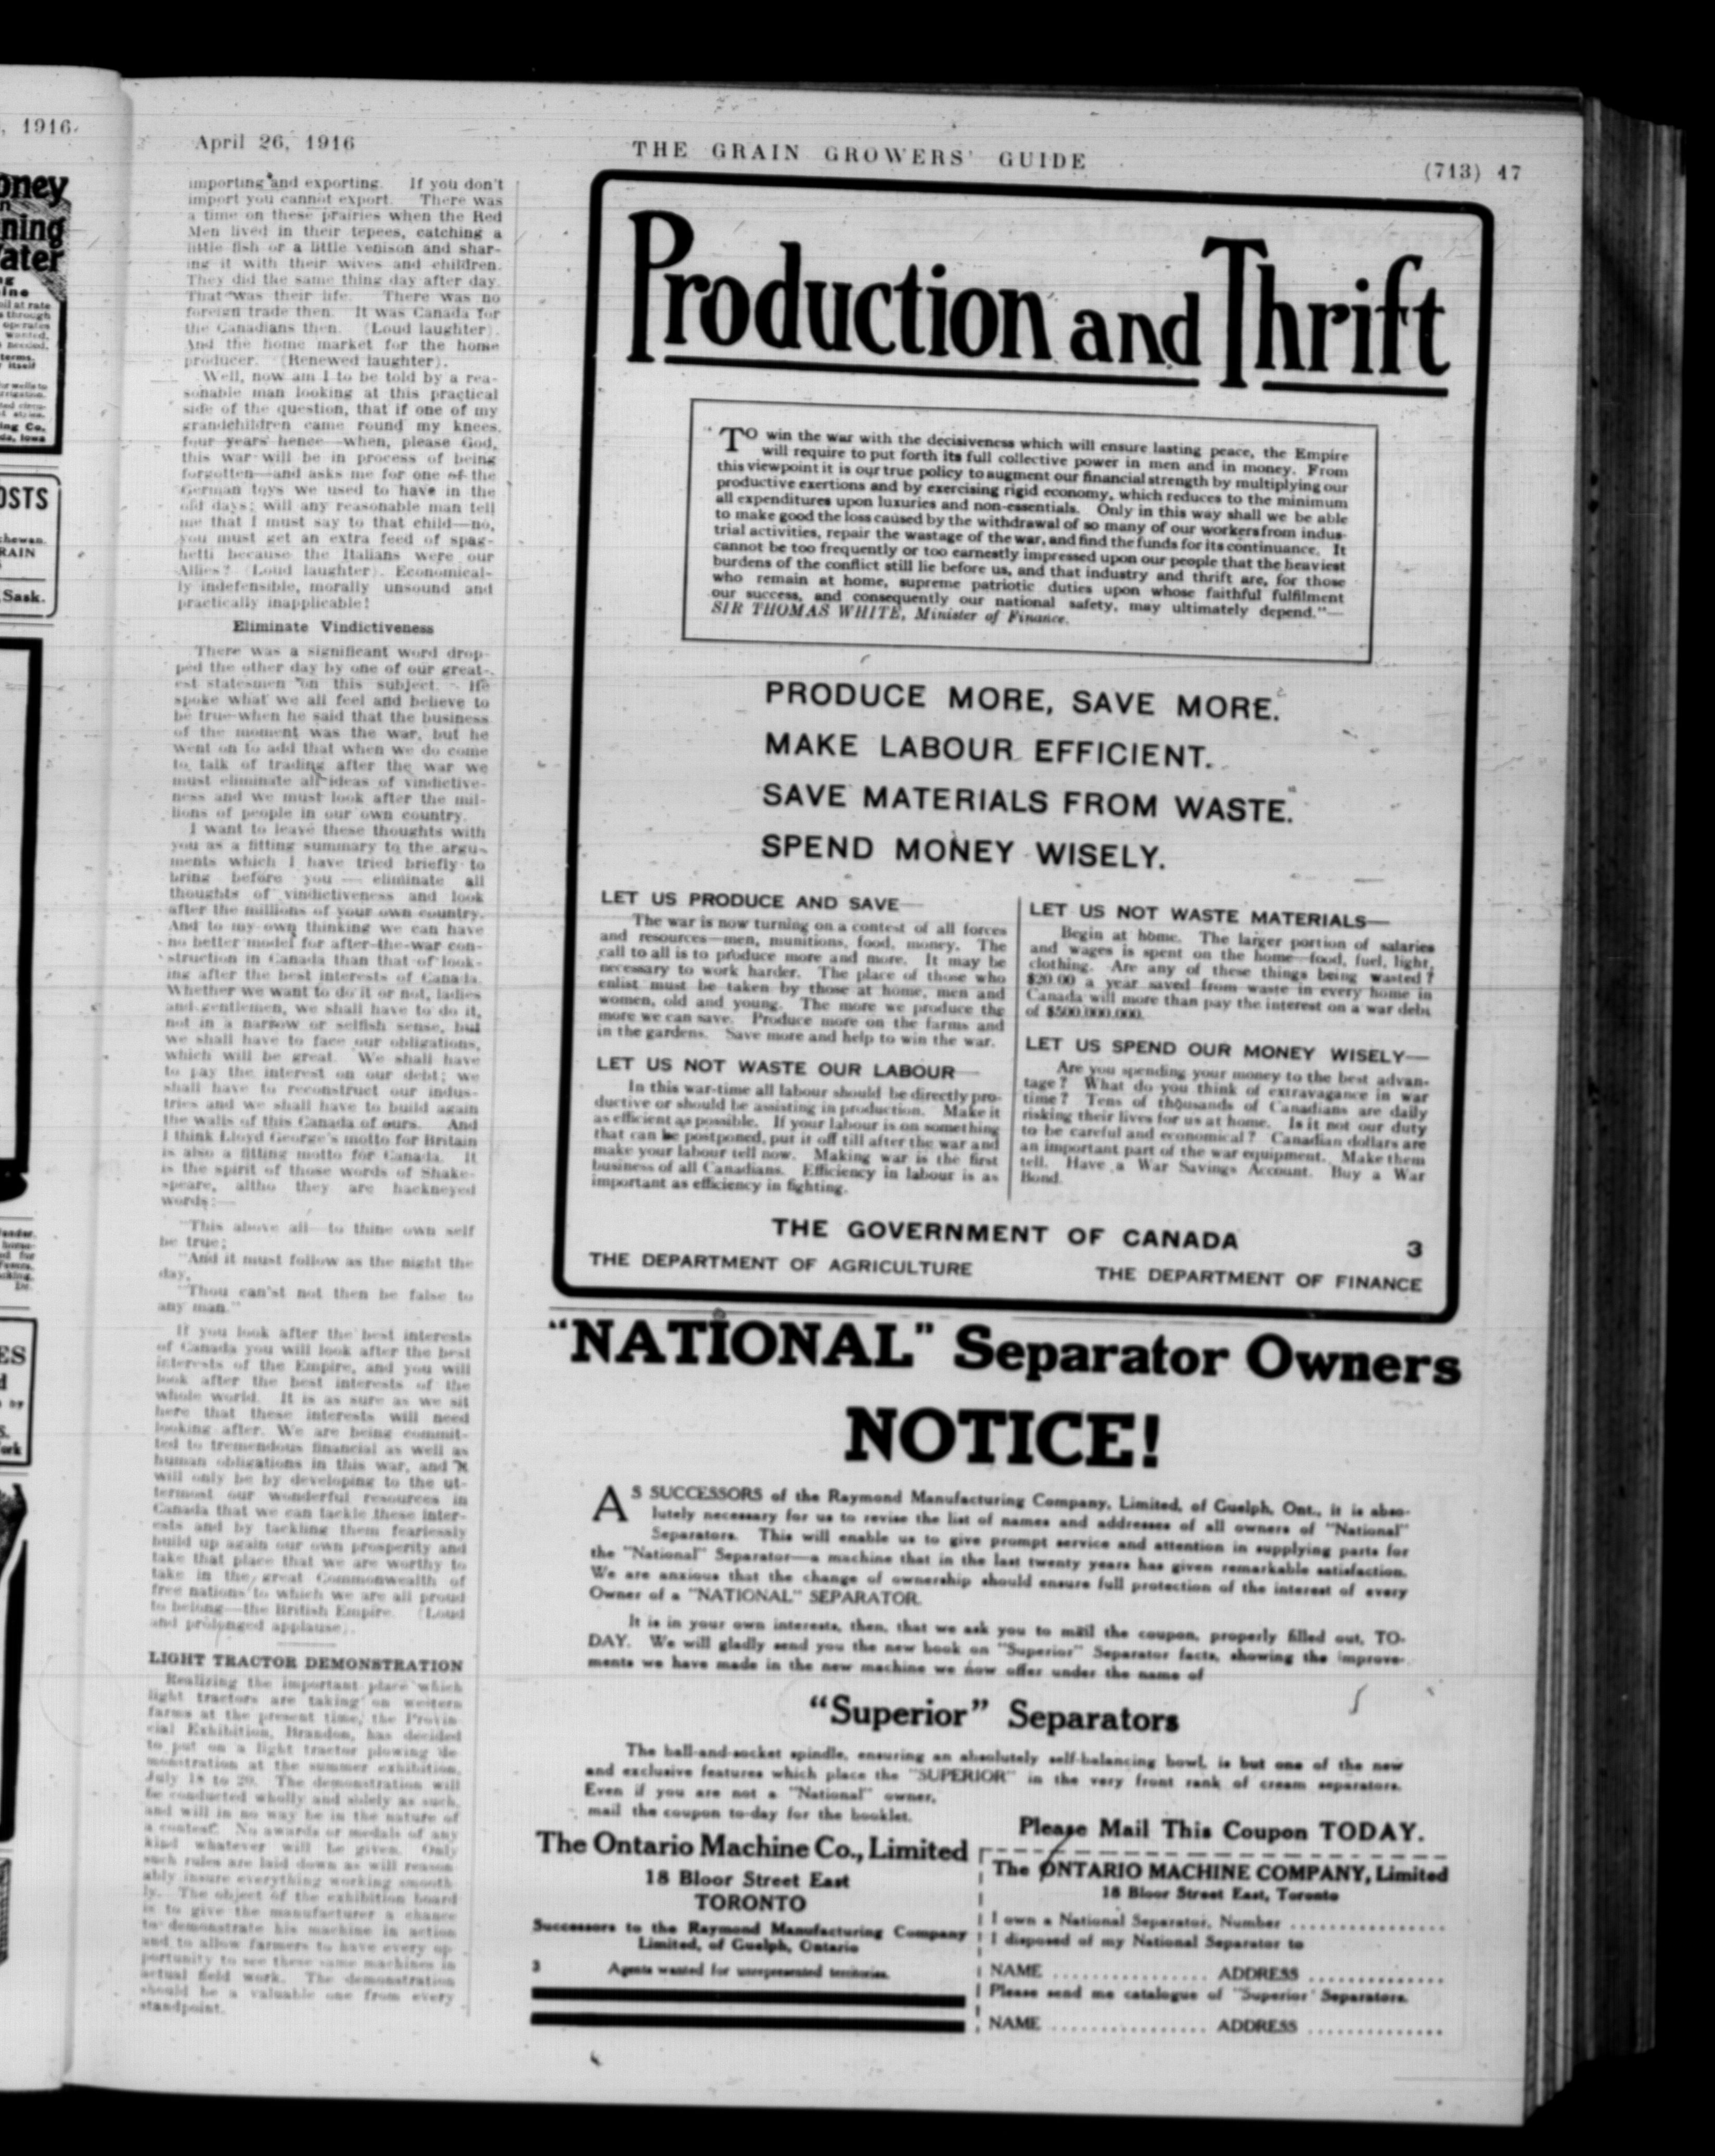 , 1916
oney
n
ning
ater
ine
oil at rate
through
operates
wanted,
needed,
terms,
itself
ing Co.
da, Iowa
OSTS
chewan.
RAIN
Sask.
ES
d
by
S.
ork
April 26, 1916
THE GRAIN GROWERS' GUIDE
(713) 47
importing and exporting. If you don't
import you cannot export. There was
a time on these prairies when the Red
Men lived in their tepees, catching a
little fish or a little venison and shar-
ing it with their wives and children.
They did the same thing day after day.
That was their life. There was no
foreign trade then. It was Canada for
the Canadians then. (Loud laughter).
And the home market for the home
producer. (Renewed laughter).
Well, now am I to be told by a rea-
sonable man looking at this practical
side of the question, that if one of my
grandchildren came round my knees,
four years hence—when, please God,
this war will be in process of being
forgotten—and asks me for one of the
German toys we used to have in the
old days; will any reasonable man tell
me that I must say to that child—no,
you must get an extra feed of spag-
hetti because the Italians were our
Allies? (Loud laughter). Economical-
ly indefensible, morally unsound and
practically inapplicable!
Eliminate Vindictiveness
There was a significant word drop-
ped the other day by one of our great-
est statesmen on this subject. He
spoke what we all feel and believe to
be true when he said that the business
of the moment was the war, but he
went on to add that when we do come
to talk of trading after the war we
must eliminate all ideas of vindictive-
ness and we must look after the mil-
lions of people in our own country.
I want to leave these thoughts with
you as a fitting summary to the argu-
ments which I have tried briefly to
bring before you — eliminate all
thoughts of vindictiveness and look
after the millions of your own country.
And to my own thinking we can have
no better model for after-the-war con-
struction in Canada than that of look-
ing after the best interests of Canada.
Whether we want to do it or not, ladies
and gentlemen, we shall have to do it,
not in a narrow or selfish sense, but
we shall have to face our obligations,
which will be great. We shall have
to pay the interest on our debt; we
shall have to reconstruct our indus-
tries and we shall have to build again
the walls of this Canada of ours. And
I think Lloyd George's motto for Britain
is also a fitting motto for Canada. It
is the spirit of those words of Shake-
speare, altho they are hackneyed
words:—
"This above all—to thine own self
be true;
"And it must follow as the night the
day,
"Thou can'st not then be false to
any man."
If you look after the best interests
of Canada you will look after the best
interests of the Empire, and you will
look after the best interests of the
whole world. It is as sure as we sit
here that these interests will need
looking after. We are being commit-
ted to tremendous financial as well as
human obligations in this war, and it
will only be by developing to the ut-
termost our wonderful resources in
Canada that we can tackle these inter-
ests and by tackling them fearlessly
build up again our own prosperity and
take that place that we are worthy to
take in the great Commonwealth of
free nations to which we are all proud
to belong—the British Empire. (Loud
and prolonged applause).
LIGHT TRACTOR DEMONSTRATION
Realizing the important place which
light tractors are taking on western
farms at the present time, the Provin-
cial Exhibition, Brandon, has decided
to put on a light tractor plowing de-
monstration at the summer exhibition,
July 18 to 20. The demonstration will
be conducted wholly and solely as such,
and will in no way be in the nature of
a contest. No awards or medals of any
kind whatever will be given. Only
such rules are laid down as will reason-
ably insure everything working smooth-
ly. The object of the exhibition board
is to give the manufacturer a chance
to demonstrate his machine in action
and to allow farmers to have every op-
portunity to see these same machines in
actual field work. The demonstration
should be a valuable one from every
standpoint.
Production and Thrift
"TO win the war with the decisiveness which will ensure lasting peace, the Empire
will require to put forth its full collective power in men and in money. From
this viewpoint it is our true policy to augment our financial strength by multiplying our
productive exertions and by exercising rigid economy, which reduces to the minimum
all expenditures upon luxuries and non-essentials. Only in this way shall we be able
to make good the loss caused by the withdrawal of so many of our workers from indus-
trial activities, repair the wastage of the war, and find the funds for its continuance. It
cannot be too frequently or too earnestly impressed upon our people that the heaviest
burdens of the conflict still lie before us, and that industry and thrift are, for those
who remain at home, supreme patriotic duties upon whose faithful fulfilment
our success, and consequently our national safety, may ultimately depend."—
SIR THOMAS WHITE, Minister of Finance.
PRODUCE MORE, SAVE MORE.
MAKE LABOUR EFFICIENT.
SAVE MATERIALS FROM WASTE.
SPEND MONEY WISELY.
LET US PRODUCE AND SAVE—
The war is now turning on a contest of all forces
and resources—men, munitions, food, money. The
call to all is to produce more and more. It may be
necessary to work harder. The place of those who
enlist must be taken by those at home, men and
women, old and young. The more we produce the
more we can save. Produce more on the farms and
in the gardens. Save more and help to win the war.
LET US NOT WASTE OUR LABOUR—
In this war-time all labour should be directly pro-
ductive or should be assisting in production. Make it
as efficient as possible. If your labour is on something
that can be postponed, put it off till after the war and
make your labour tell now. Making war is the first
business of all Canadians. Efficiency in labour is as
important as efficiency in fighting.
LET US NOT WASTE MATERIALS—
Begin at home. The larger portion of salaries
and wages is spent on the home—food, fuel, light,
clothing. Are any of these things being wasted?
$20.00 a year saved from waste in every home in
Canada will more than pay the interest on a war debt
of $500,000,000.
LET US SPEND OUR MONEY WISELY—
Are you spending your money to the best advan-
tage? What do you think of extravagance in war
time? Tens of thousands of Canadians are daily
risking their lives for us at home. Is it not our duty
to be careful and economical? Canadian dollars are
an important part of the war equipment. Make them
tell. Have a War Savings Account. Buy a War
Bond.
THE GOVERNMENT OF CANADA
3
THE DEPARTMENT OF AGRICULTURE
THE DEPARTMENT OF FINANCE
"NATIONAL" Separator Owners
NOTICE!
AS SUCCESSORS of the Raymond Manufacturing Company, Limited, of Guelph, Ont., it is abso-
lutely necessary for us to revise the list of names and addresses of all owners of "National"
Separators. This will enable us to give prompt service and attention in supplying parts for
the "National" Separator—a machine that in the last twenty years has given remarkable satisfaction.
We are anxious that the change of ownership should ensure full protection of the interest of every
Owner of a "NATIONAL" SEPARATOR.
It is in your own interests, then, that we ask you to mail the coupon, properly filled out, TO-
DAY. We will gladly send you the new book on "Superior" Separator facts, showing the improve-
ments we have made in the new machine we now offer under the name of
"Superior" Separators
The ball-and-socket spindle, ensuring an absolutely self-balancing bowl, is but one of the new
and exclusive features which place the "SUPERIOR" in the very front rank of cream separators.
Even if you are not a "National" owner,
mail the coupon to-day for the booklet.
The Ontario Machine Co., Limited
18 Bloor Street East
TORONTO
Successors to the Raymond Manufacturing Company
Limited, of Guelph, Ontario
3 Agents wanted for unrepresented territories.
Please Mail This Coupon TODAY.
The ONTARIO MACHINE COMPANY, Limited
18 Bloor Street East, Toronto
I own a National Separator, Number ................
I disposed of my National Separator to
NAME ................ ADDRESS ..............
Please send me catalogue of "Superior" Separators.
NAME ................ ADDRESS ..............